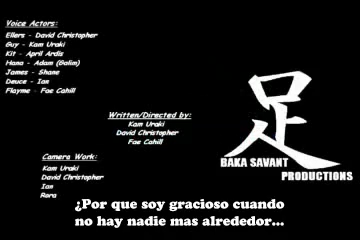 Voice Actors:
Ellers - David Christopher
Guy - Kam Uraki
Kit - April Ardis
Hana - Adam (Balim)
James - Shane
Deuce - Ian
Flayme - Fae Cahill
Written/Directed by:
Kam Uraki
David Christopher
Fae Cahill
Camera Work:
Kam Uraki
David Christopher
Ian
Rora
足
BAKA SAVANT
PRODUCTIONS
¿Por que soy gracioso cuando
no hay nadie mas alrededor...